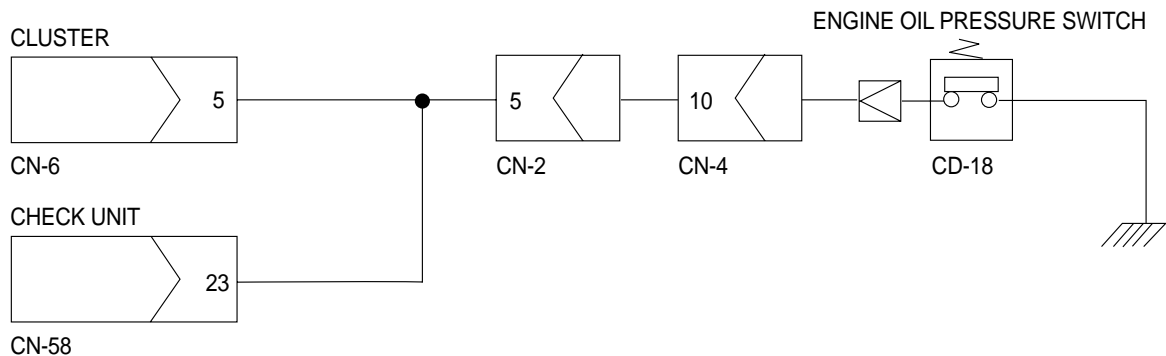 ENGINE OIL PRESSURE SWITCH
CLUSTER
5
5
10
CN-6
CN-2
CN-4
CD-18
CHECK UNIT
23
CN-58